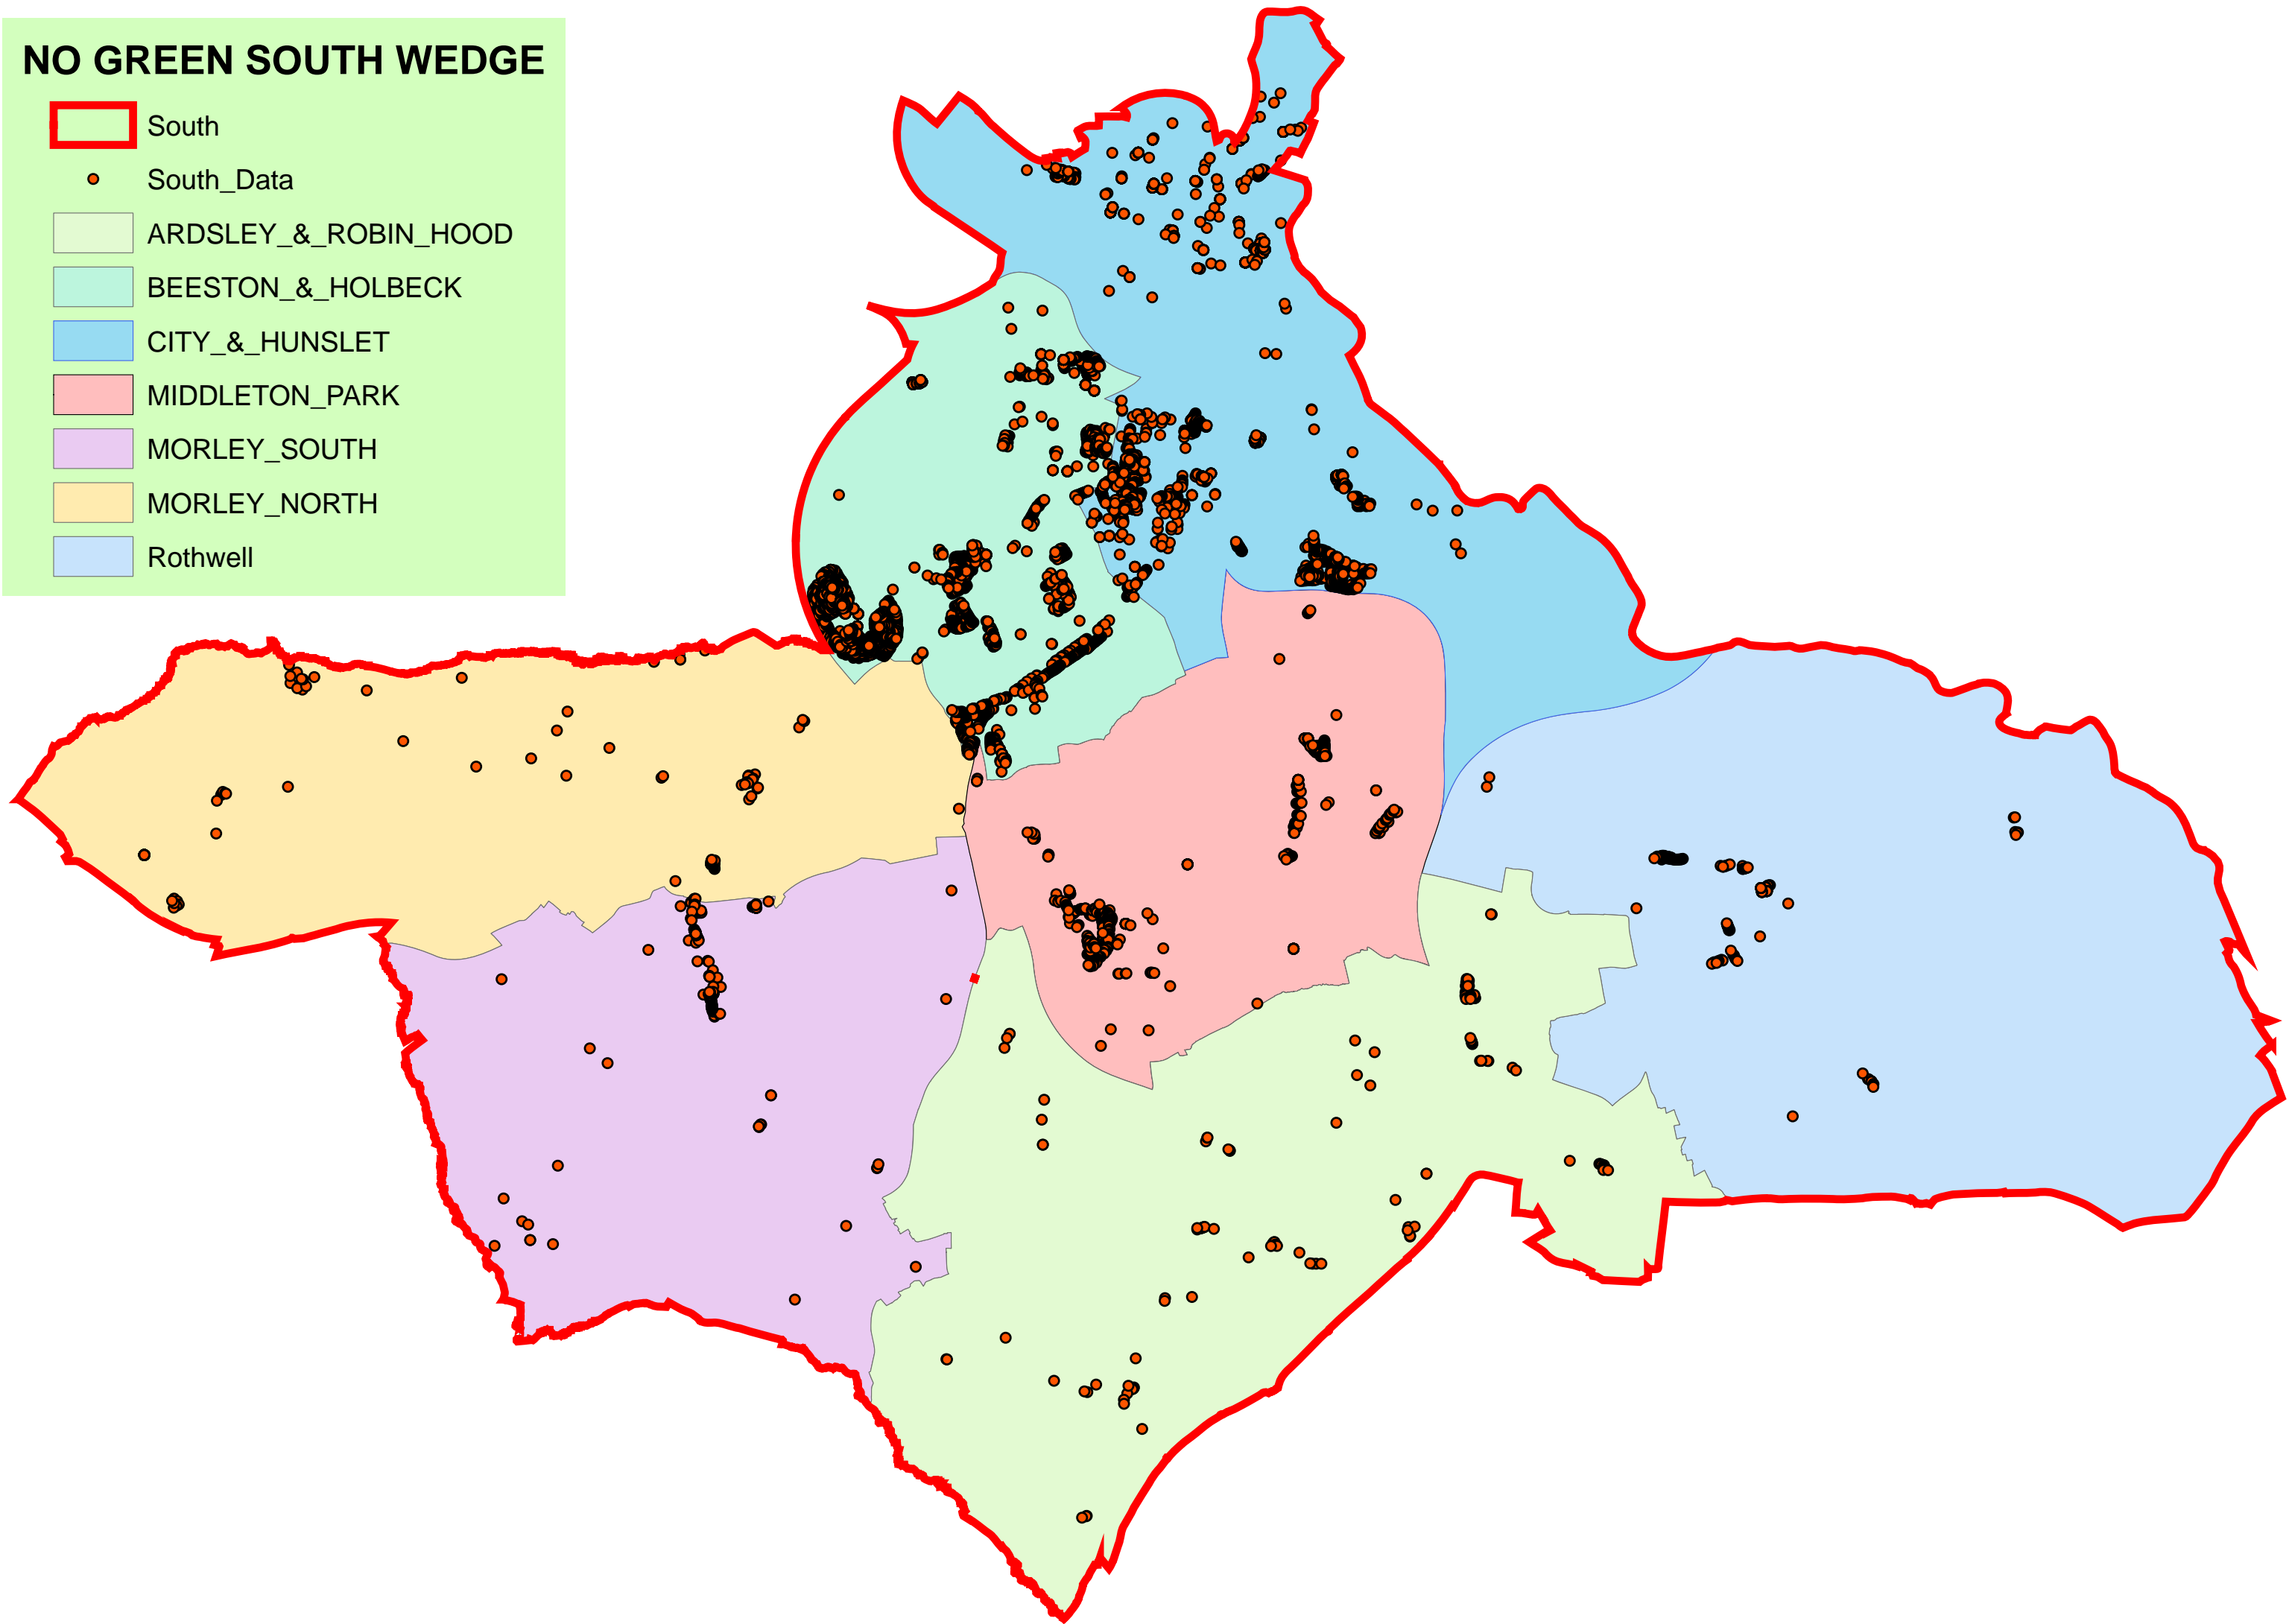 NO GREEN SOUTH WEDGE
South
South_Data
ARDSLEY_&_ROBIN_HOOD
BEESTON_&_HOLBECK
CITY_&_HUNSLET
MIDDLETON_PARK
MORLEY_SOUTH
MORLEY_NORTH
Rothwell